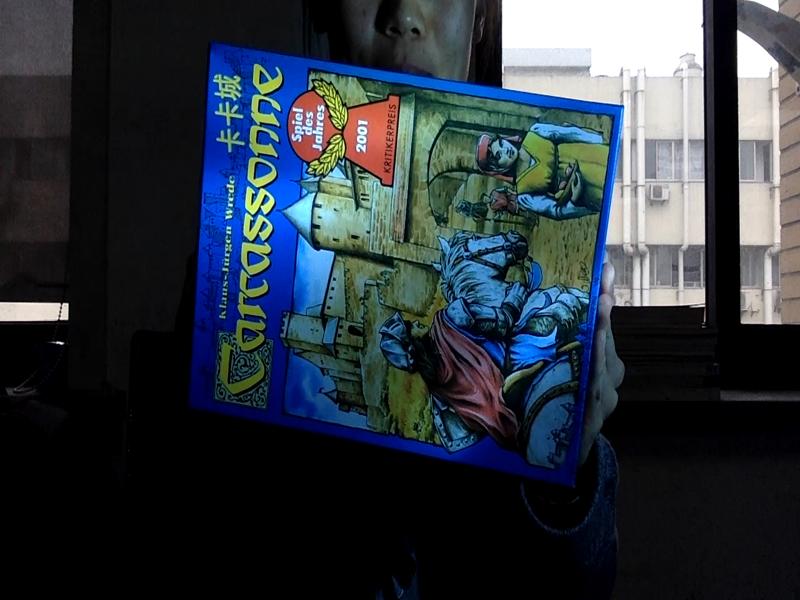 卡卡城
Klaus-Jürgen Wrede
Carcassonne
Spiel
des
Jahres
2001
KRITIKERPREIS